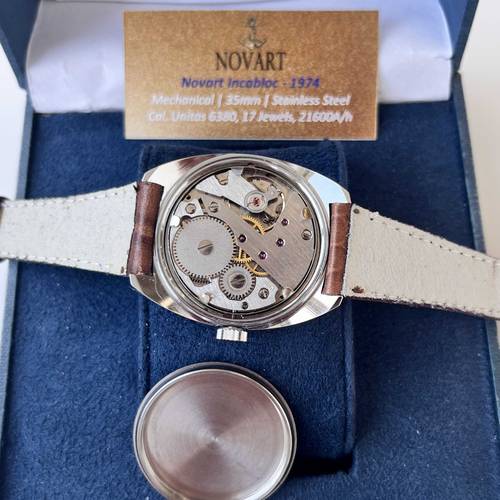 NOVART
Novart Incabloc - 1974
Mechanical | 35mm | Stainless Steel
Cal. Unitas 6380, 17 Jewels, 21600A/h